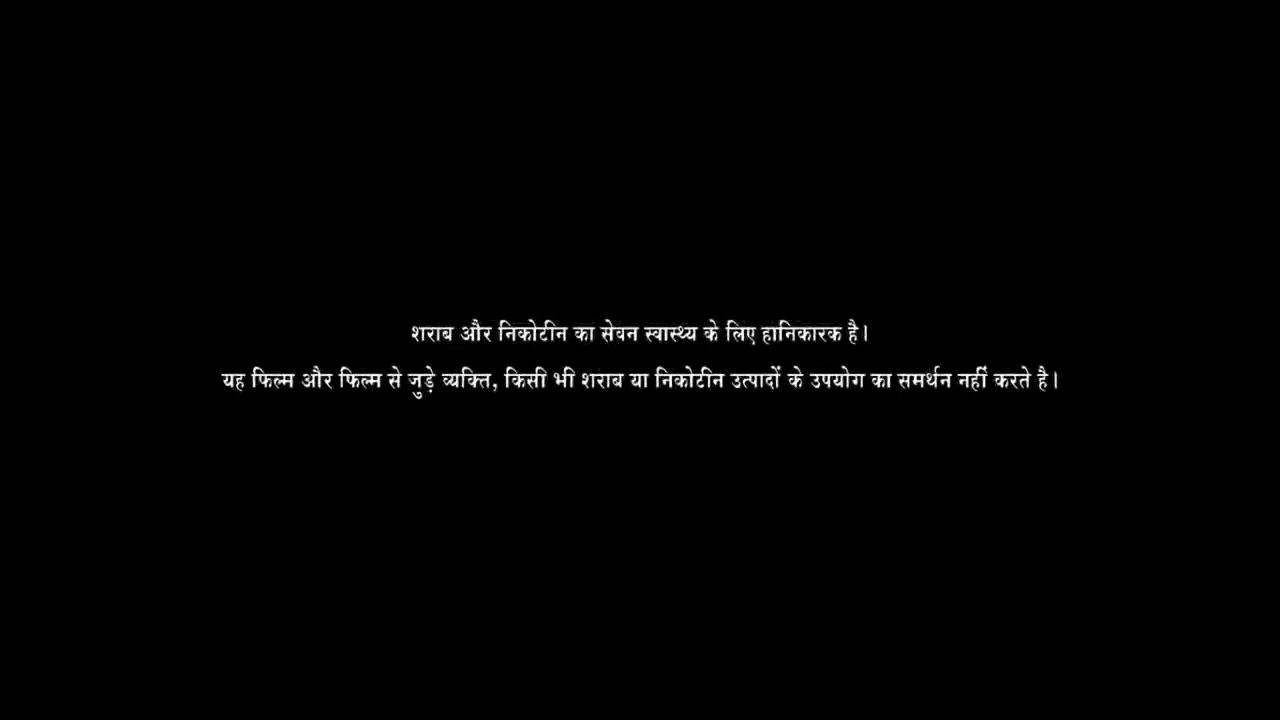 शराब और निकोटीन का सेवन स्वास्थ्य के लिए हानिकारक है।
यह फिल्म और फिल्म से जुड़े व्यक्ति, किसी भी शराब या निकोटीन उत्पादों के उपयोग का समर्थन नहीं करते है।